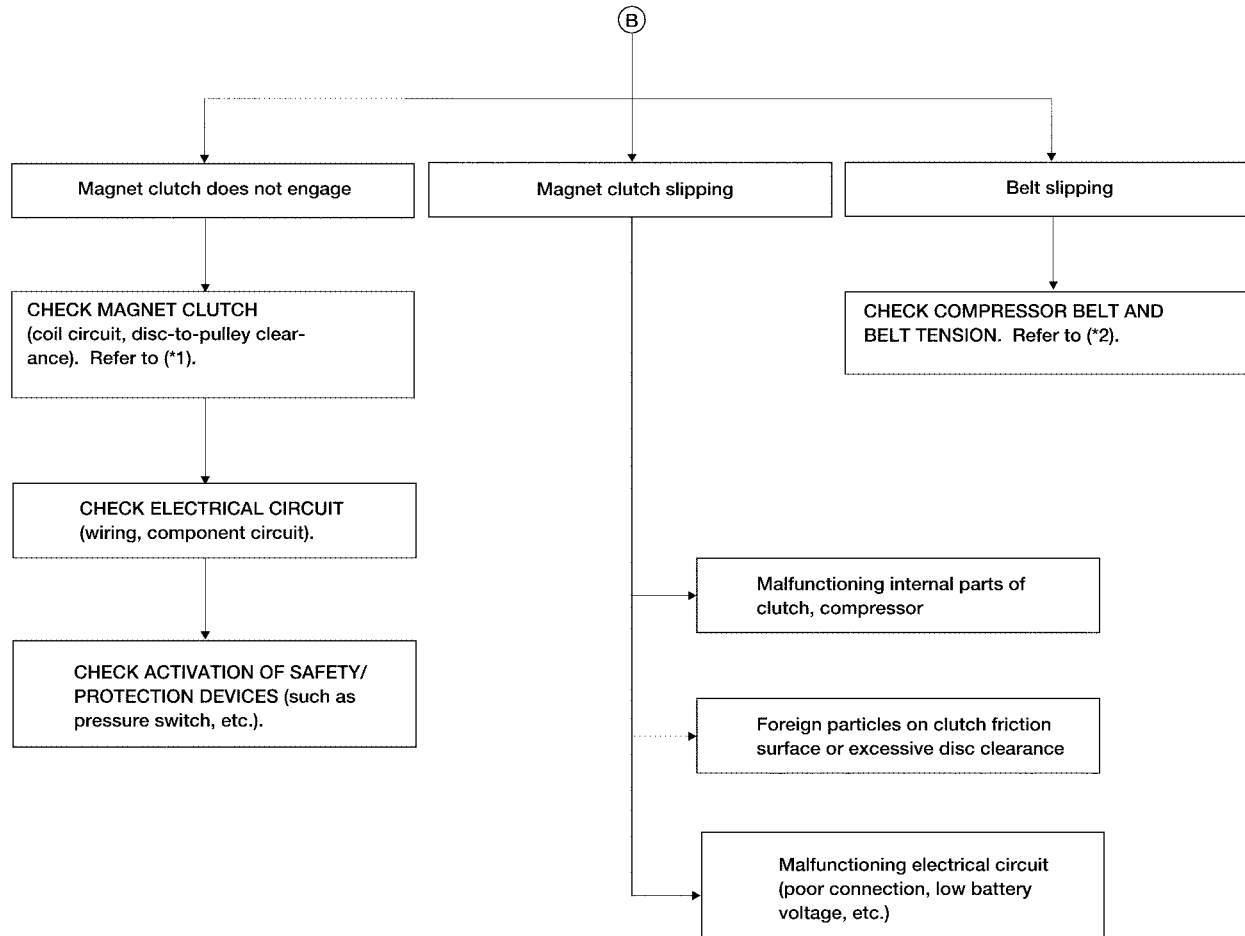 B
Magnet clutch does not engage
Magnet clutch slipping
Belt slipping
CHECK MAGNET CLUTCH
(coil circuit, disc-to-pulley clear-
ance). Refer to (*1).
CHECK COMPRESSOR BELT AND
BELT TENSION. Refer to (*2).
CHECK ELECTRICAL CIRCUIT
(wiring, component circuit).
Malfunctioning internal parts of
clutch, compressor
CHECK ACTIVATION OF SAFETY/
PROTECTION DEVICES (such as
pressure switch, etc.).
Foreign particles on clutch friction
surface or excessive disc clearance
Malfunctioning electrical circuit
(poor connection, low battery
voltage, etc.)